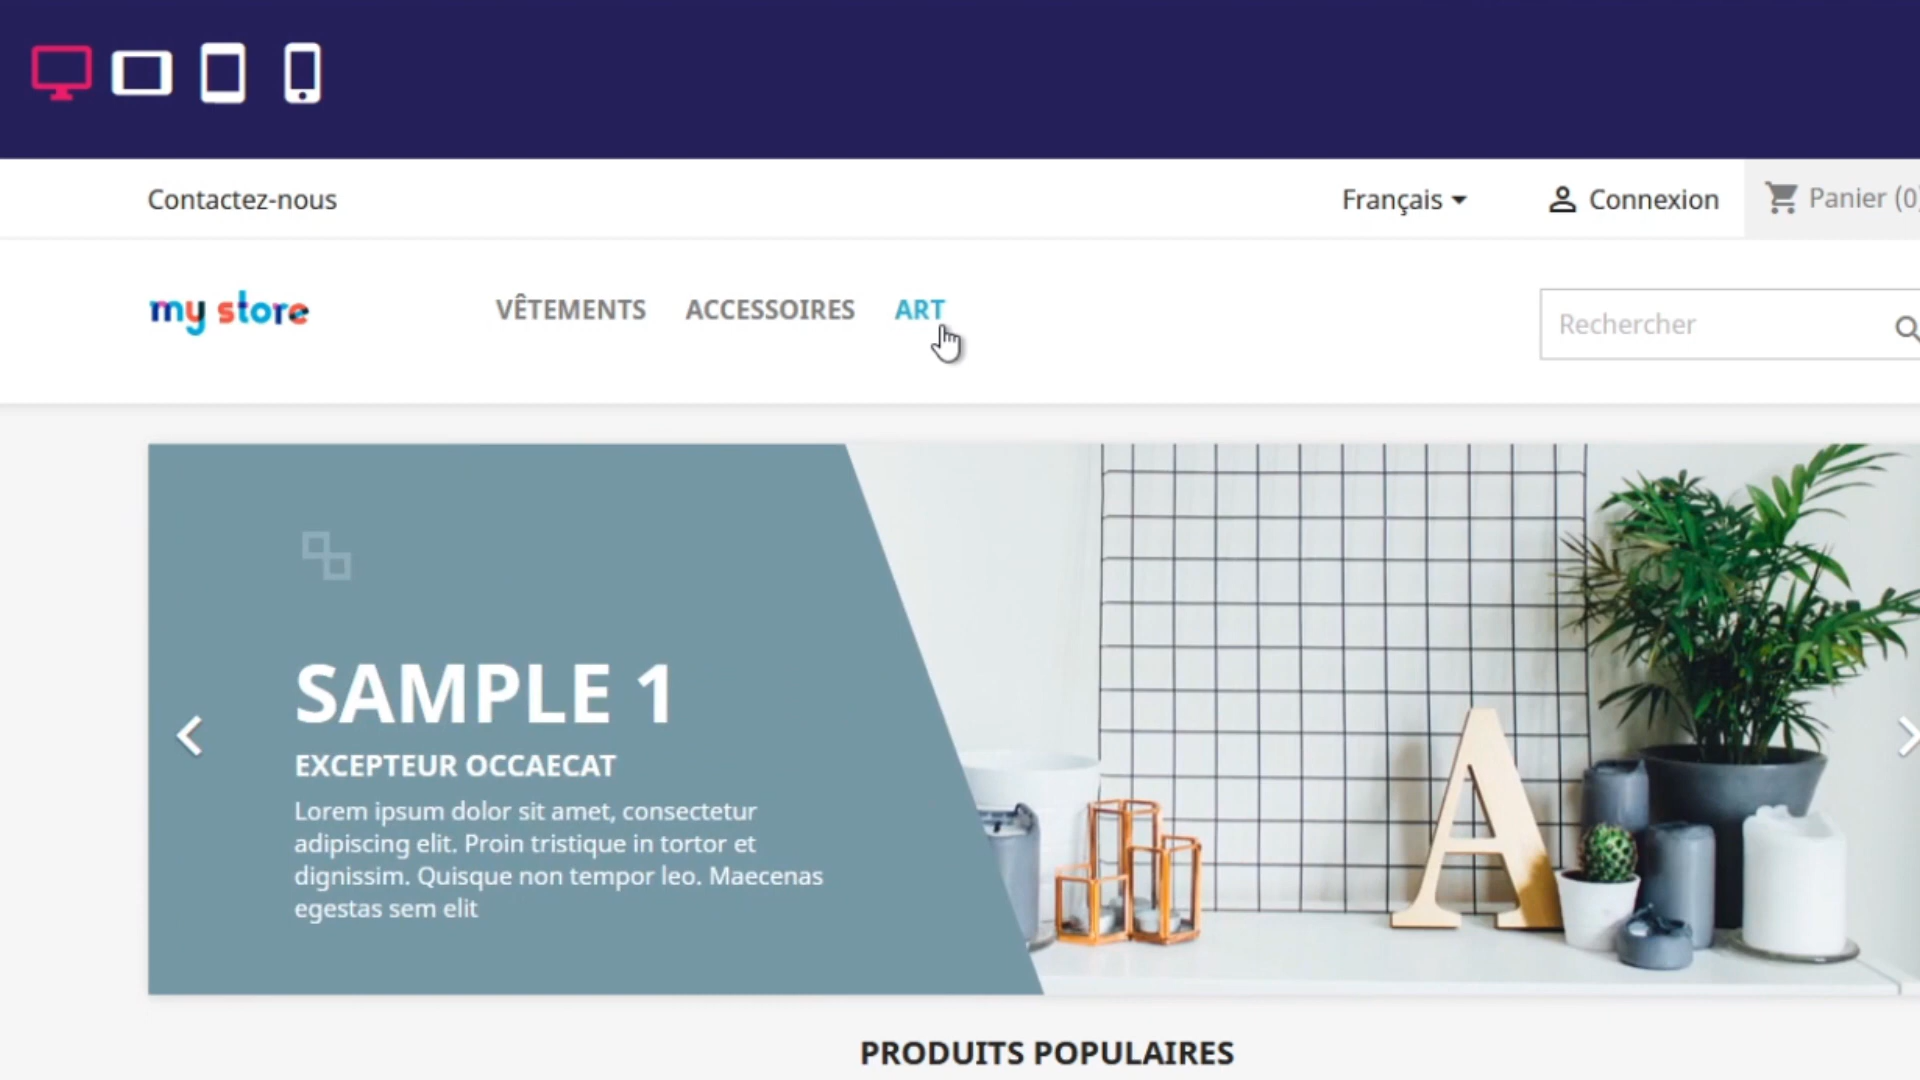 Contactez-nous
Français
Connexion
Panier (0)
my store
VÊTEMENTS
ACCESSOIRES
ART
Rechercher
SAMPLE 1
EXCEPTEUR OCCAECAT
Lorem ipsum dolor sit amet, consectetur
adipiscing elit. Proin tristique in tortor et
dignissim. Quisque non tempor leo. Maecenas
egestas sem elit
A
PRODUITS POPULAIRES